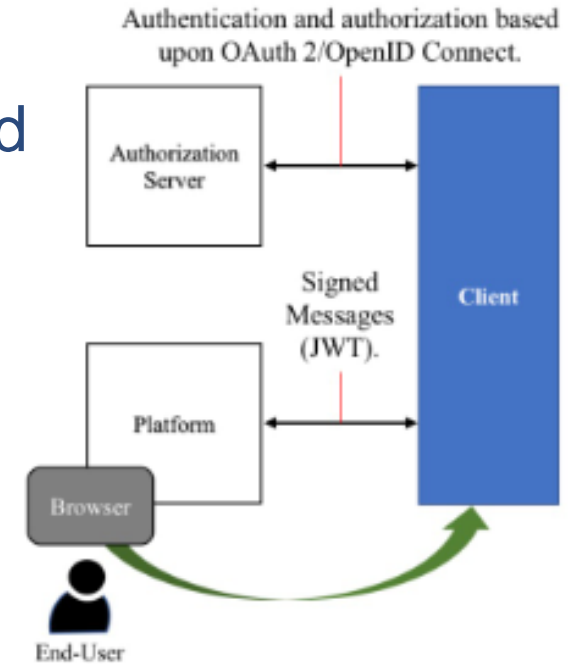 Authentication and authorization based
upon OAuth 2/OpenID Connect.
d
Authorization
Server
Client
Signed
Messages
(JWT).
Platform
Browser
End-User